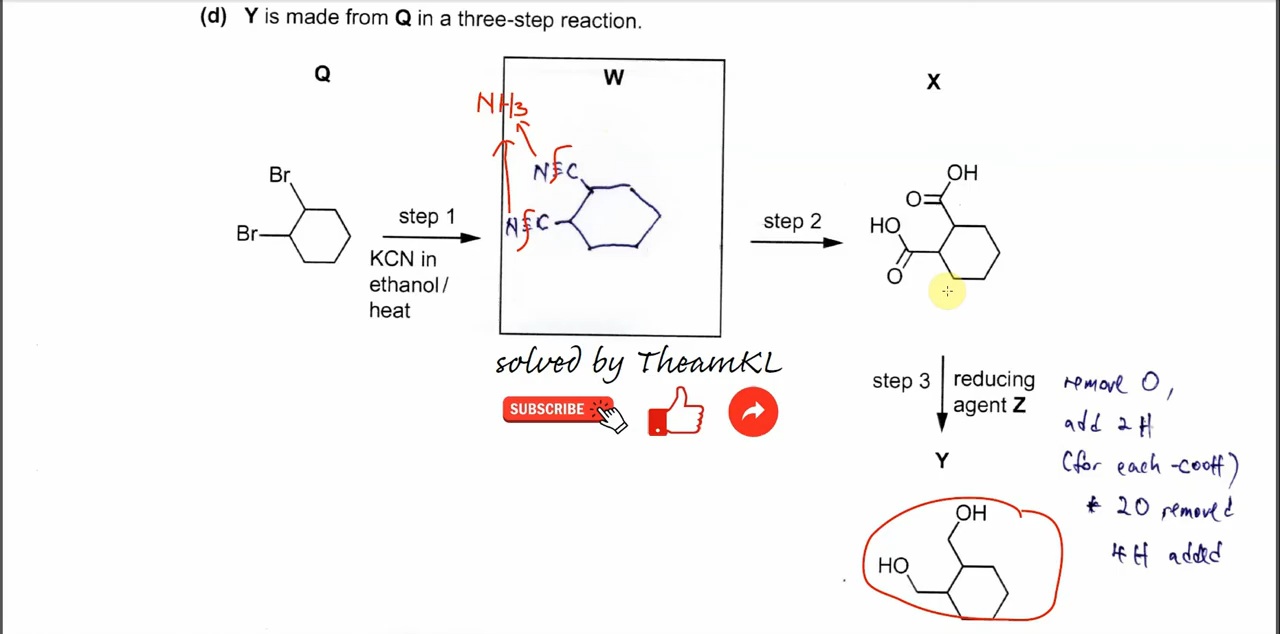 (d) Y is made from Q in a three-step reaction.
Q
W
X
NH3
Br
Br
step 1
KCN in
ethanol/
heat
N≡C
N≡C
step 2
OH
O
HO
O
solved by TheamKL
SUBSCRIBE
step 3
reducing
agent Z
remove O,
add 2H
(for each -COOH)
* 2O removed
4H added
Y
OH
HO